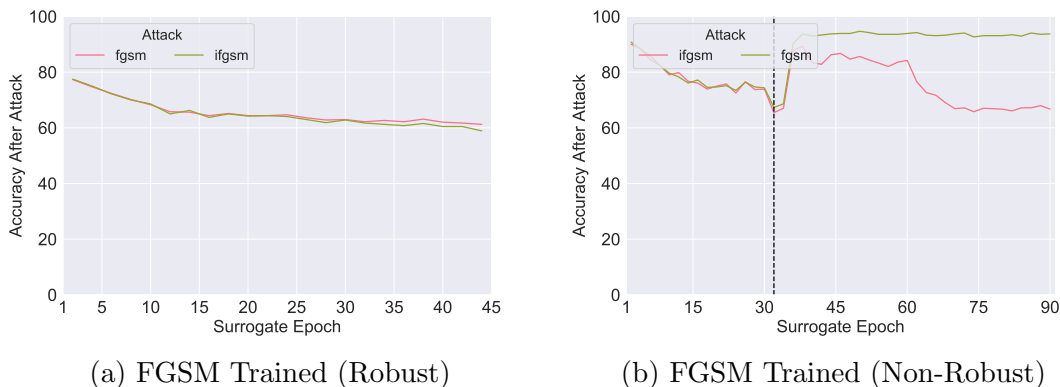 Accuracy After Attack
100
80
60
40
20
0
Attack
fgsm ifgsm
1 5 10 15 20 25 30 35 40 45
Surrogate Epoch
(a) FGSM Trained (Robust)
Accuracy After Attack
100
80
60
40
20
0
Attack
ifgsm fgsm
1 15 30 45 60 75 90
Surrogate Epoch
(b) FGSM Trained (Non-Robust)